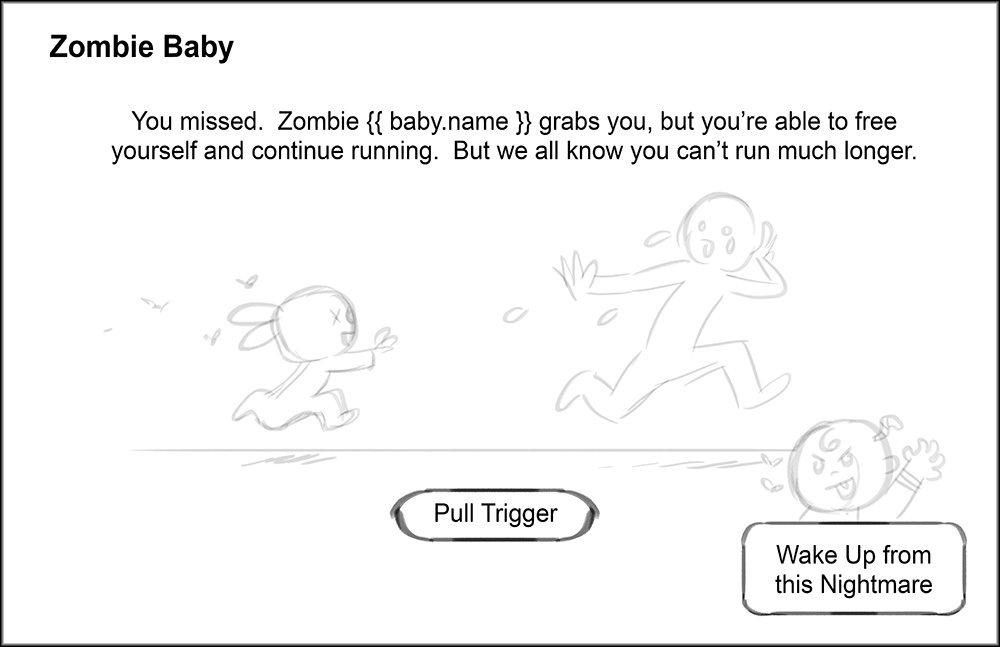 Zombie Baby
You missed.  Zombie {{ baby.name }} grabs you, but you’re able to free
yourself and continue running.  But we all know you can’t run much longer.
Pull Trigger
Wake Up from
this Nightmare